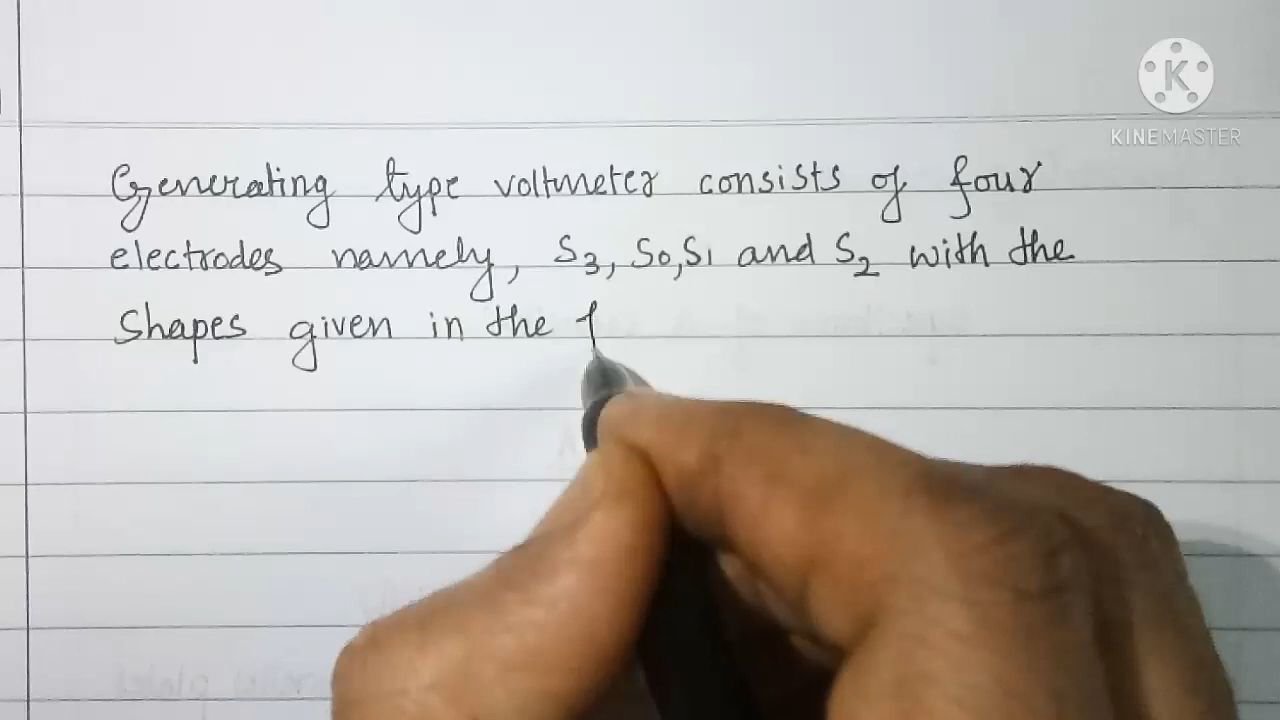 K
KINEMASTER
Generating type voltmeter consists of four
electrodes namely, S3, S0,S1 and S2 with the
Shapes given in the f